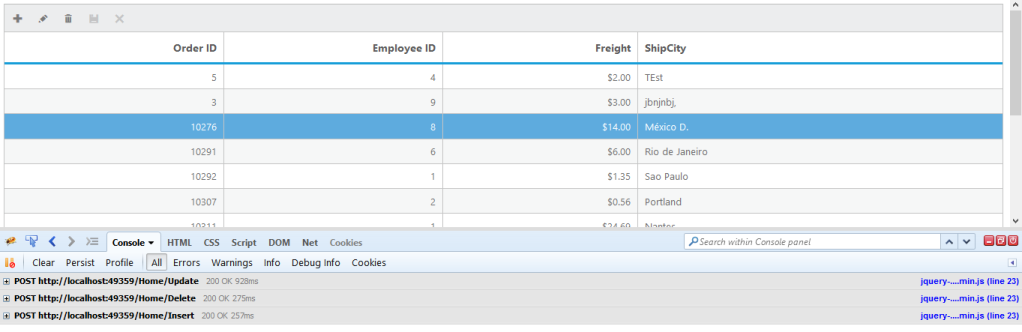 Order ID Employee ID Freight ShipCity
5 4 $2.00 TEst
3 9 $3.00 jbnjnbj,
10276 8 $14.00 México D.
10291 6 $6.00 Rio de Janeiro
10292 1 $1.35 Sao Paulo
10307 2 $0.56 Portland
10311 1 $24.69 Nantes
Console HTML CSS Script DOM Net Cookies Search within Console panel
Clear Persist Profile All Errors Warnings Info Debug Info Cookies
POST http://localhost:49359/Home/Update 200 OK 928ms jquery-....min.js (line 23)
POST http://localhost:49359/Home/Delete 200 OK 275ms jquery-....min.js (line 23)
POST http://localhost:49359/Home/Insert 200 OK 257ms jquery-....min.js (line 23)